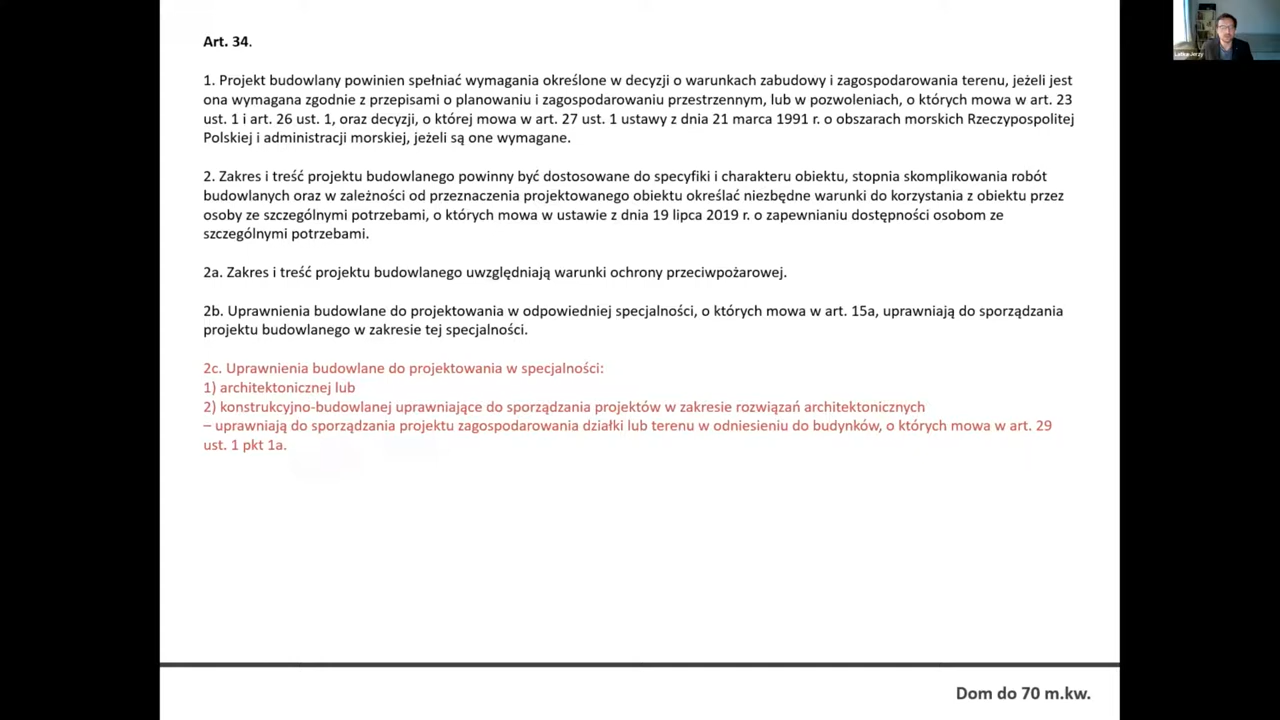 Art. 34.
1. Projekt budowlany powinien spełniać wymagania określone w decyzji o warunkach zabudowy i zagospodarowania terenu, jeżeli jest
ona wymagana zgodnie z przepisami o planowaniu i zagospodarowaniu przestrzennym, lub w pozwoleniach, o których mowa w art. 23
ust. 1 i art. 26 ust. 1, oraz decyzji, o której mowa w art. 27 ust. 1 ustawy z dnia 21 marca 1991 r. o obszarach morskich Rzeczypospolitej
Polskiej i administracji morskiej, jeżeli są one wymagane.
2. Zakres i treść projektu budowlanego powinny być dostosowane do specyfiki i charakteru obiektu, stopnia skomplikowania robót
budowlanych oraz w zależności od przeznaczenia projektowanego obiektu określać niezbędne warunki do korzystania z obiektu przez
osoby ze szczególnymi potrzebami, o których mowa w ustawie z dnia 19 lipca 2019 r. o zapewnianiu dostępności osobom ze
szczególnymi potrzebami.
2a. Zakres i treść projektu budowlanego uwzględniają warunki ochrony przeciwpożarowej.
2b. Uprawnienia budowlane do projektowania w odpowiedniej specjalności, o których mowa w art. 15a, uprawniają do sporządzania
projektu budowlanego w zakresie tej specjalności.
2c. Uprawnienia budowlane do projektowania w specjalności:
1) architektonicznej lub
2) konstrukcyjno-budowlanej uprawniające do sporządzania projektów w zakresie rozwiązań architektonicznych
– uprawniają do sporządzania projektu zagospodarowania działki lub terenu w odniesieniu do budynków, o których mowa w art. 29
ust. 1 pkt 1a.
Dom do 70 m.kw.